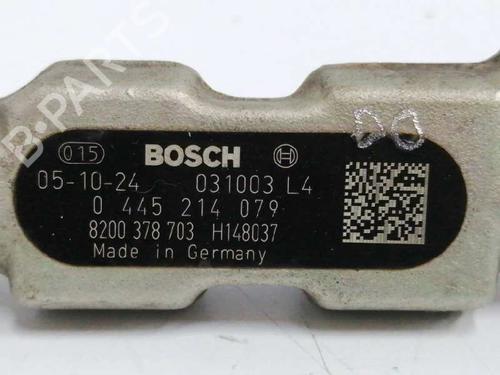 B-PARTS
DO
015 BOSCH
05-10-24 031003 L4
0 445 214 079
8200 378 703 H148037
Made in Germany